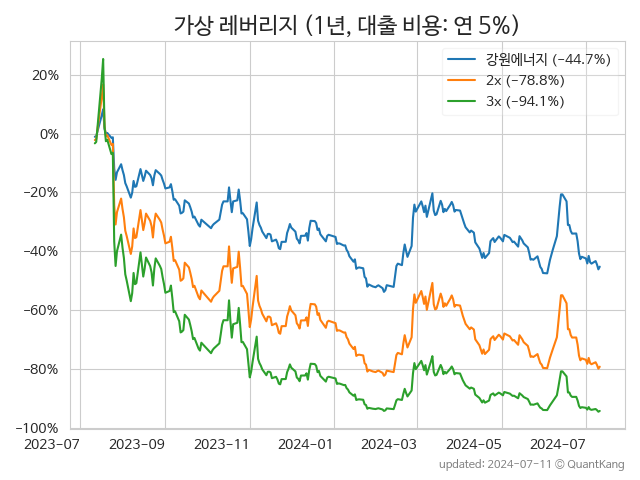 가상 레버리지 (1년, 대출 비용: 연 5%)
강원에너지 (−44.7%)
2x (−78.8%)
3x (−94.1%)
20%
0%
−20%
−40%
−60%
−80%
−100%
2023-07
2023-09
2023-11
2024-01
2024-03
2024-05
2024-07
updated: 2024-07-11 © QuantKang